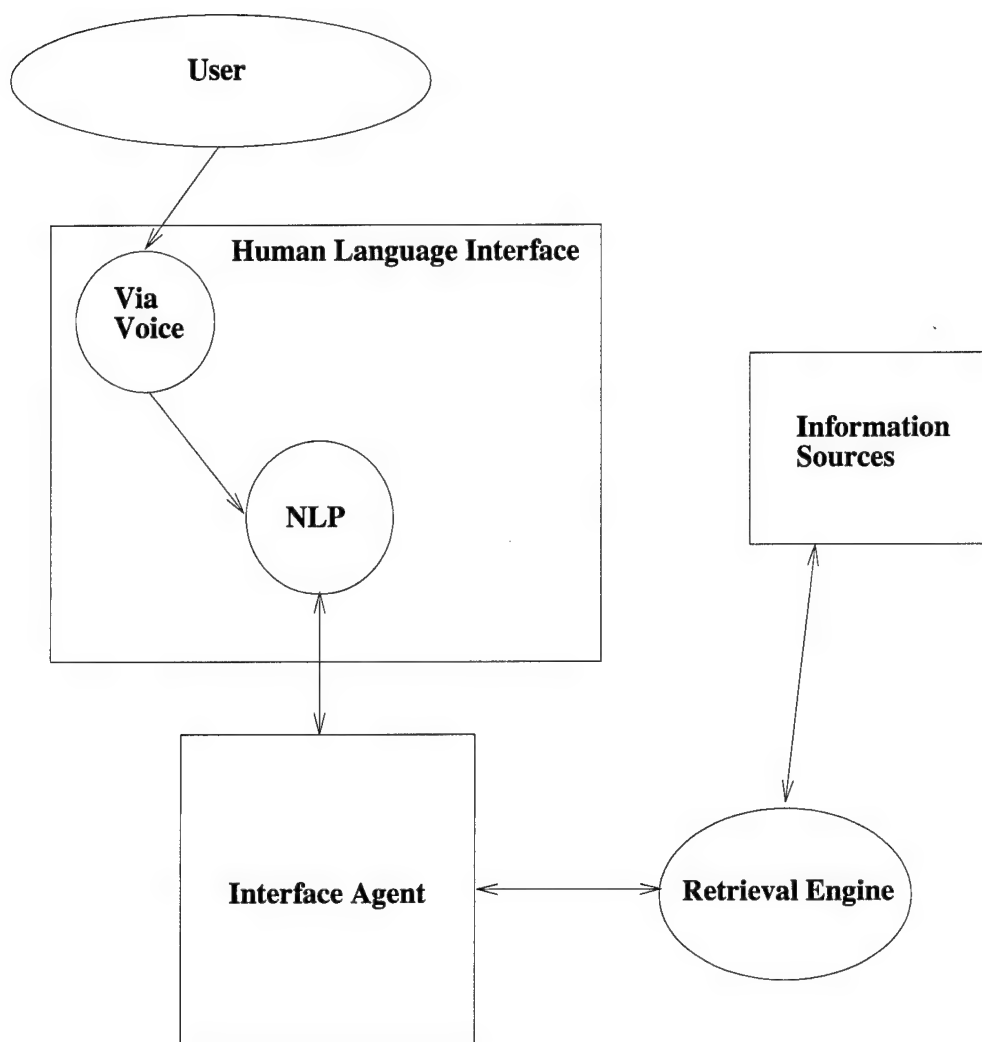 User
Human Language Interface
Via
Voice
NLP
Information
Sources
Interface Agent
Retrieval Engine